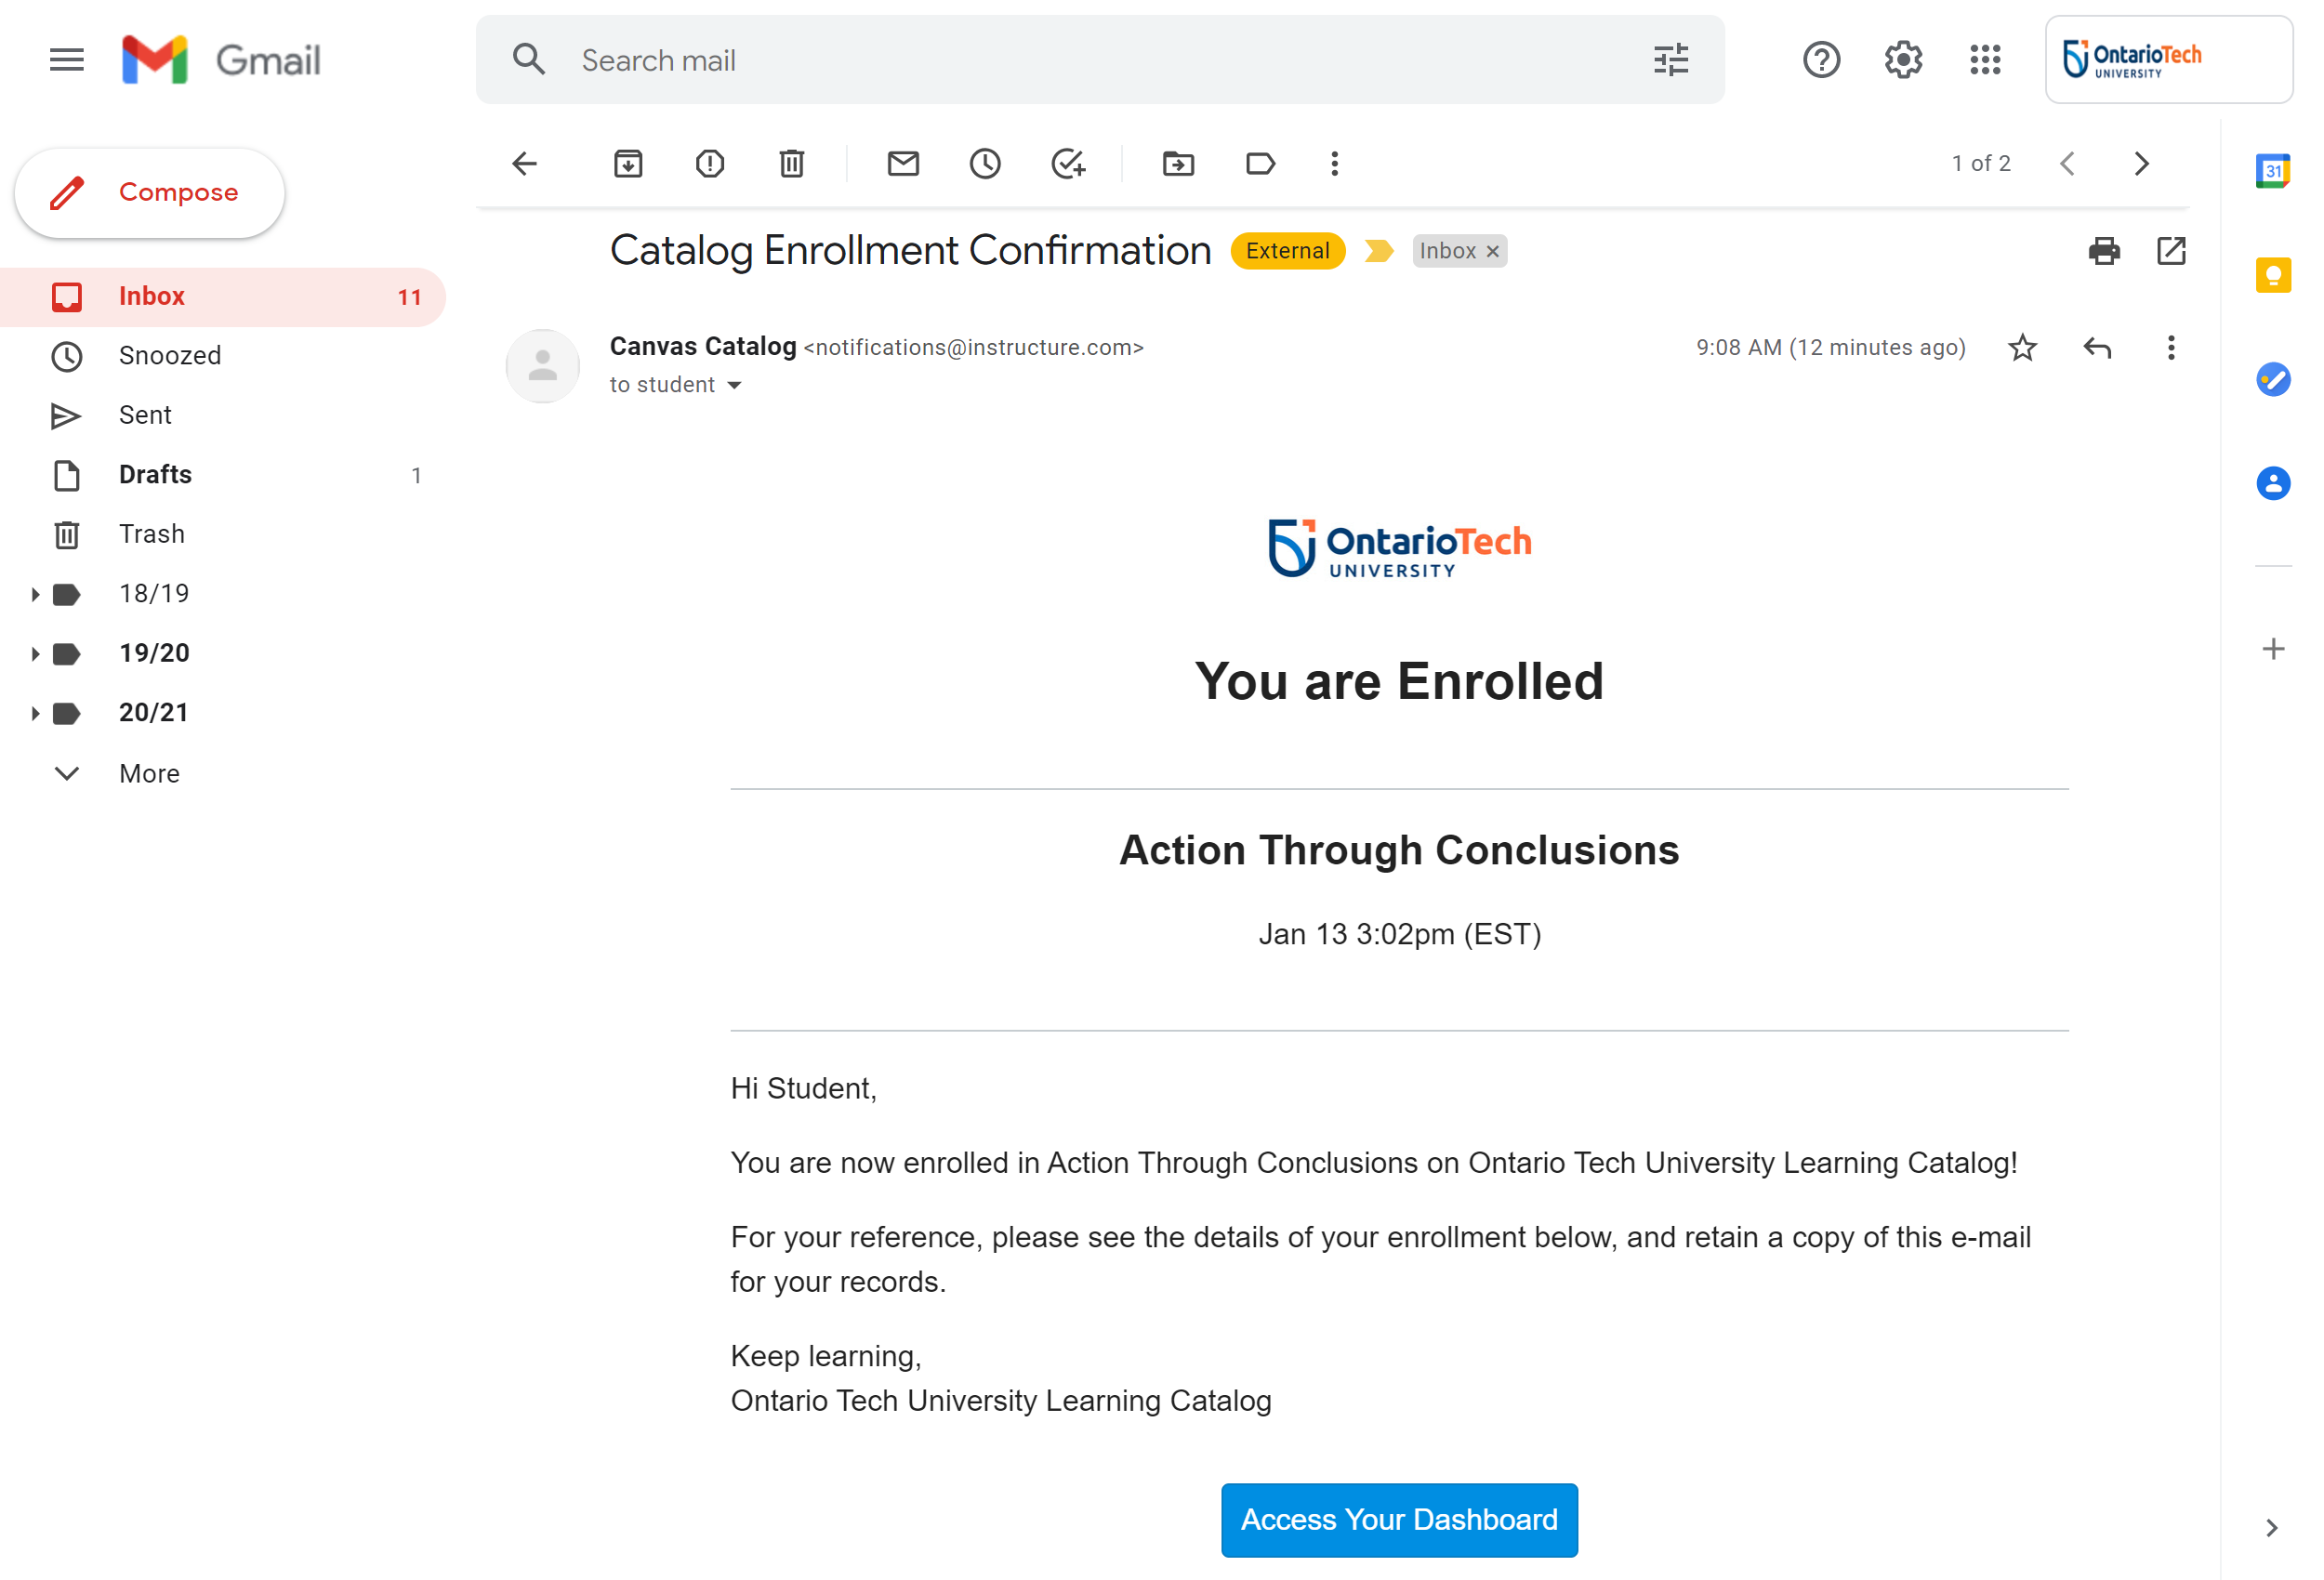 Gmail
Search mail
OntarioTech
UNIVERSITY
Compose
1 of 2
31
Catalog Enrollment Confirmation
External
Inbox ×
Inbox 11
Snoozed
Sent
Drafts 1
Trash
18/19
19/20
20/21
More
Canvas Catalog <notifications@instructure.com>
9:08 AM (12 minutes ago)
to student
OntarioTech
UNIVERSITY
You are Enrolled
Action Through Conclusions
Jan 13 3:02pm (EST)
Hi Student,
You are now enrolled in Action Through Conclusions on Ontario Tech University Learning Catalog!
For your reference, please see the details of your enrollment below, and retain a copy of this e-mail
for your records.
Keep learning,
Ontario Tech University Learning Catalog
Access Your Dashboard